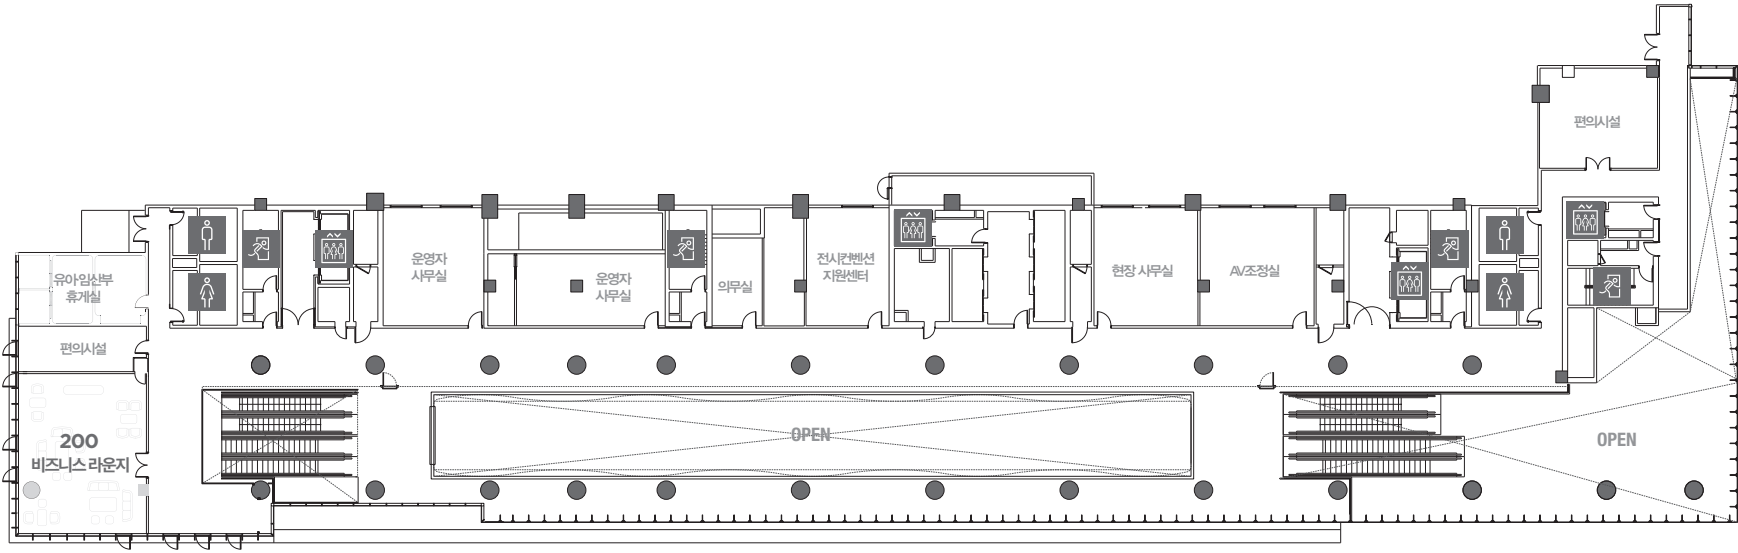 편의시설
운영자
사무실
운영자
사무실
의무실
전시컨벤션
지원센터
현장 사무실
AV조정실
유아임산부
휴게실
편의시설
200
비즈니스 라운지
OPEN
OPEN